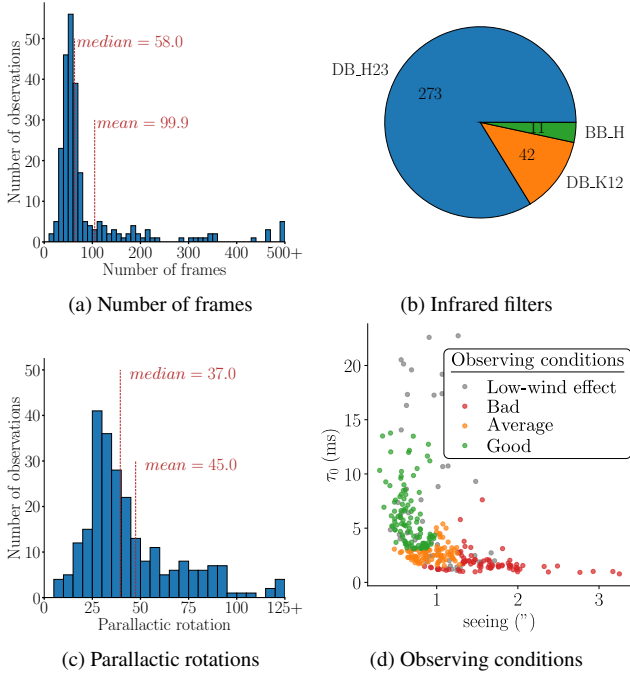 50
40
30
20
10
0
Number of observations
median = 58.0
mean = 99.9
0 100 200 300 400 500+
Number of frames
(a) Number of frames
DB_H23
273
11
BB_H
42
DB_K12
(b) Infrared filters
50
40
30
20
10
0
Number of observations
median = 37.0
mean = 45.0
25 50 75 100 125+
Parallactic rotation
(c) Parallactic rotations
20
15
10
5
0
τ0 (ms)
Observing conditions
Low-wind effect
Bad
Average
Good
1 2 3
seeing (")
(d) Observing conditions